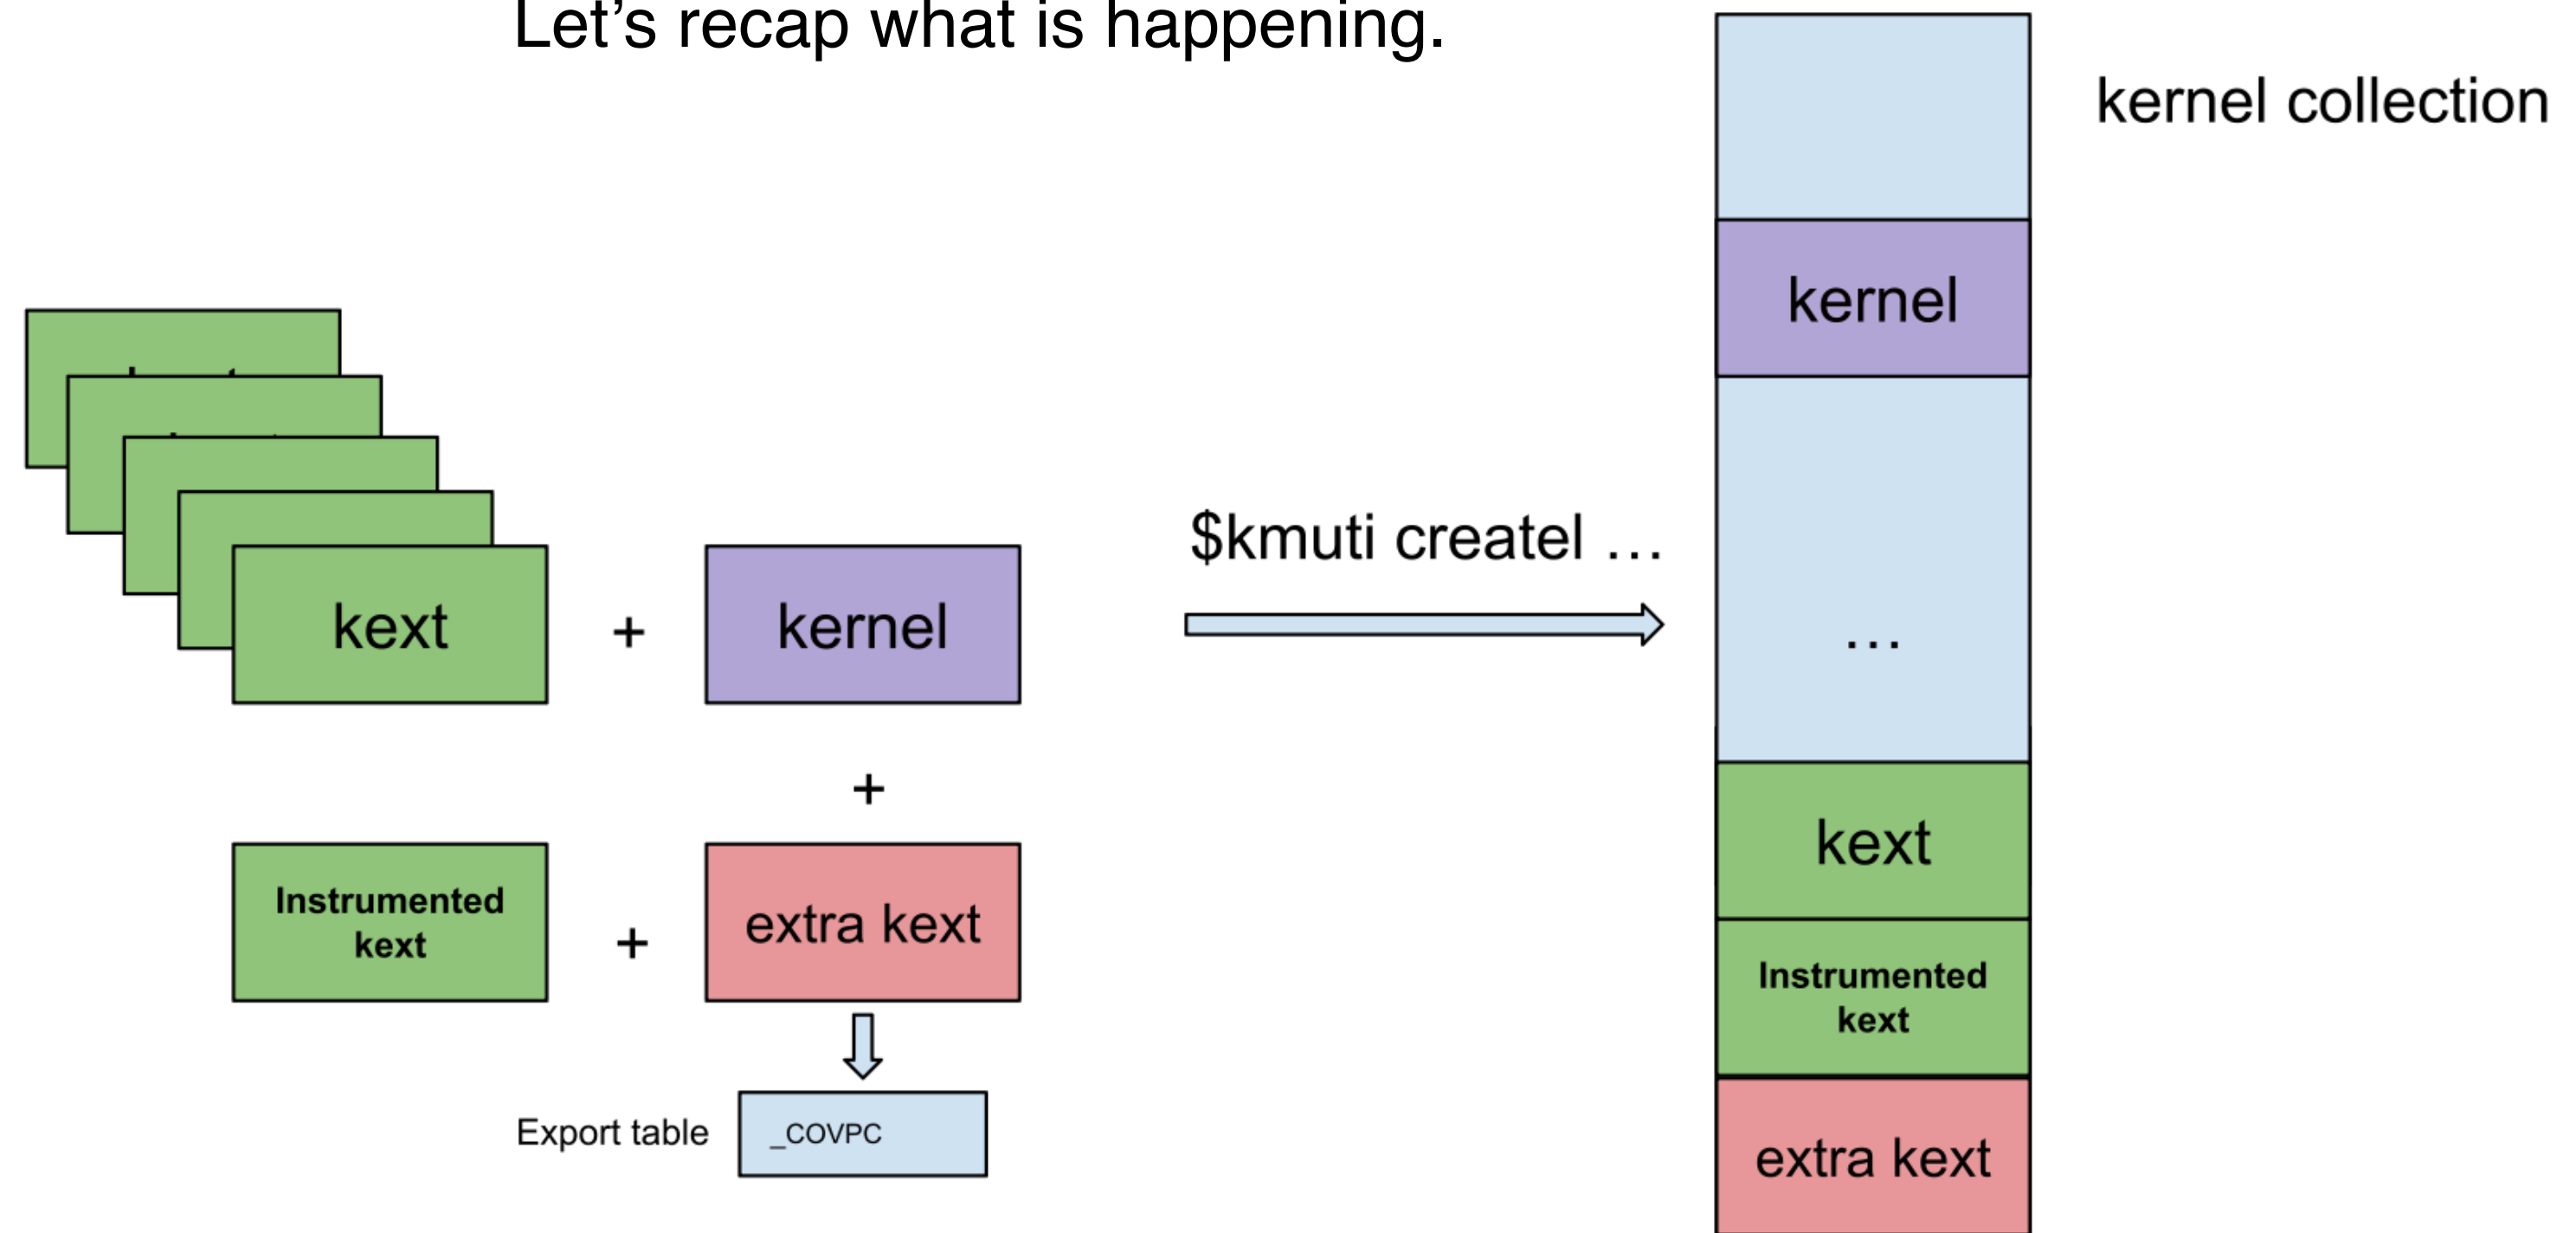 Let’s recap what is happening.
kernel collection
kernel
kext
+
kernel
$kmuti createl …
…
+
kext
Instrumented
kext
+
extra kext
Instrumented
kext
Export table
_COVPC
extra kext